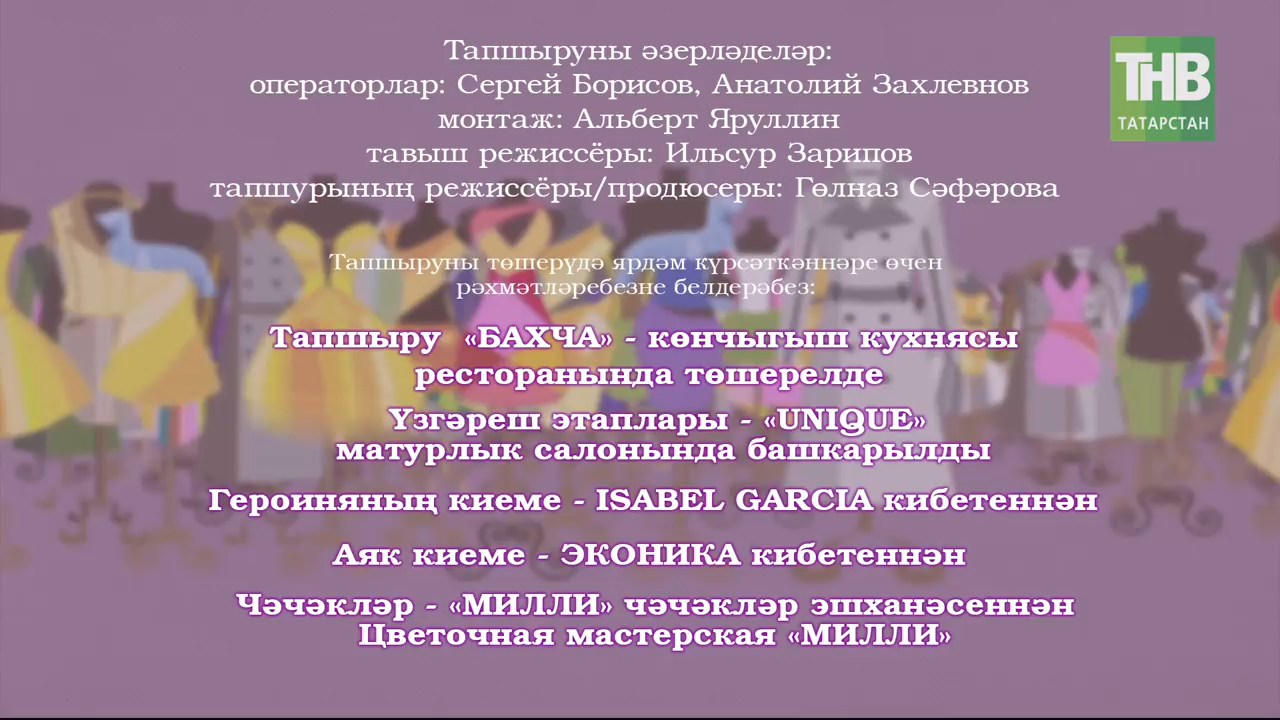 Тапшыруны әзерләделәр:
операторлар: Сергей Борисов, Анатолий Захлевнов
монтаж: Альберт Яруллин
тавыш режиссёры: Ильсур Зарипов
тапшурының режиссёры/продюсеры: Гөлназ Сәфәрова
ТНВ
ТАТАРСТАН
Тапшыруны төшерүдә ярдәм күрсәткәннәре өчен
рәхмәтләребезне белдерәбез:
Тапшыру «БАХЧА» - көнчыгыш кухнясы
ресторанында төшерелде
Үзгәреш этаплары - «UNIQUE»
матурлык салонында башкарылды
Героиняның киеме - ISABEL GARCIA кибетеннән
Аяк киеме - ЭКОНИКА кибетеннән
Чәчәкләр - «МИЛЛИ» чәчәкләр эшханәсеннән
Цветочная мастерская «МИЛЛИ»